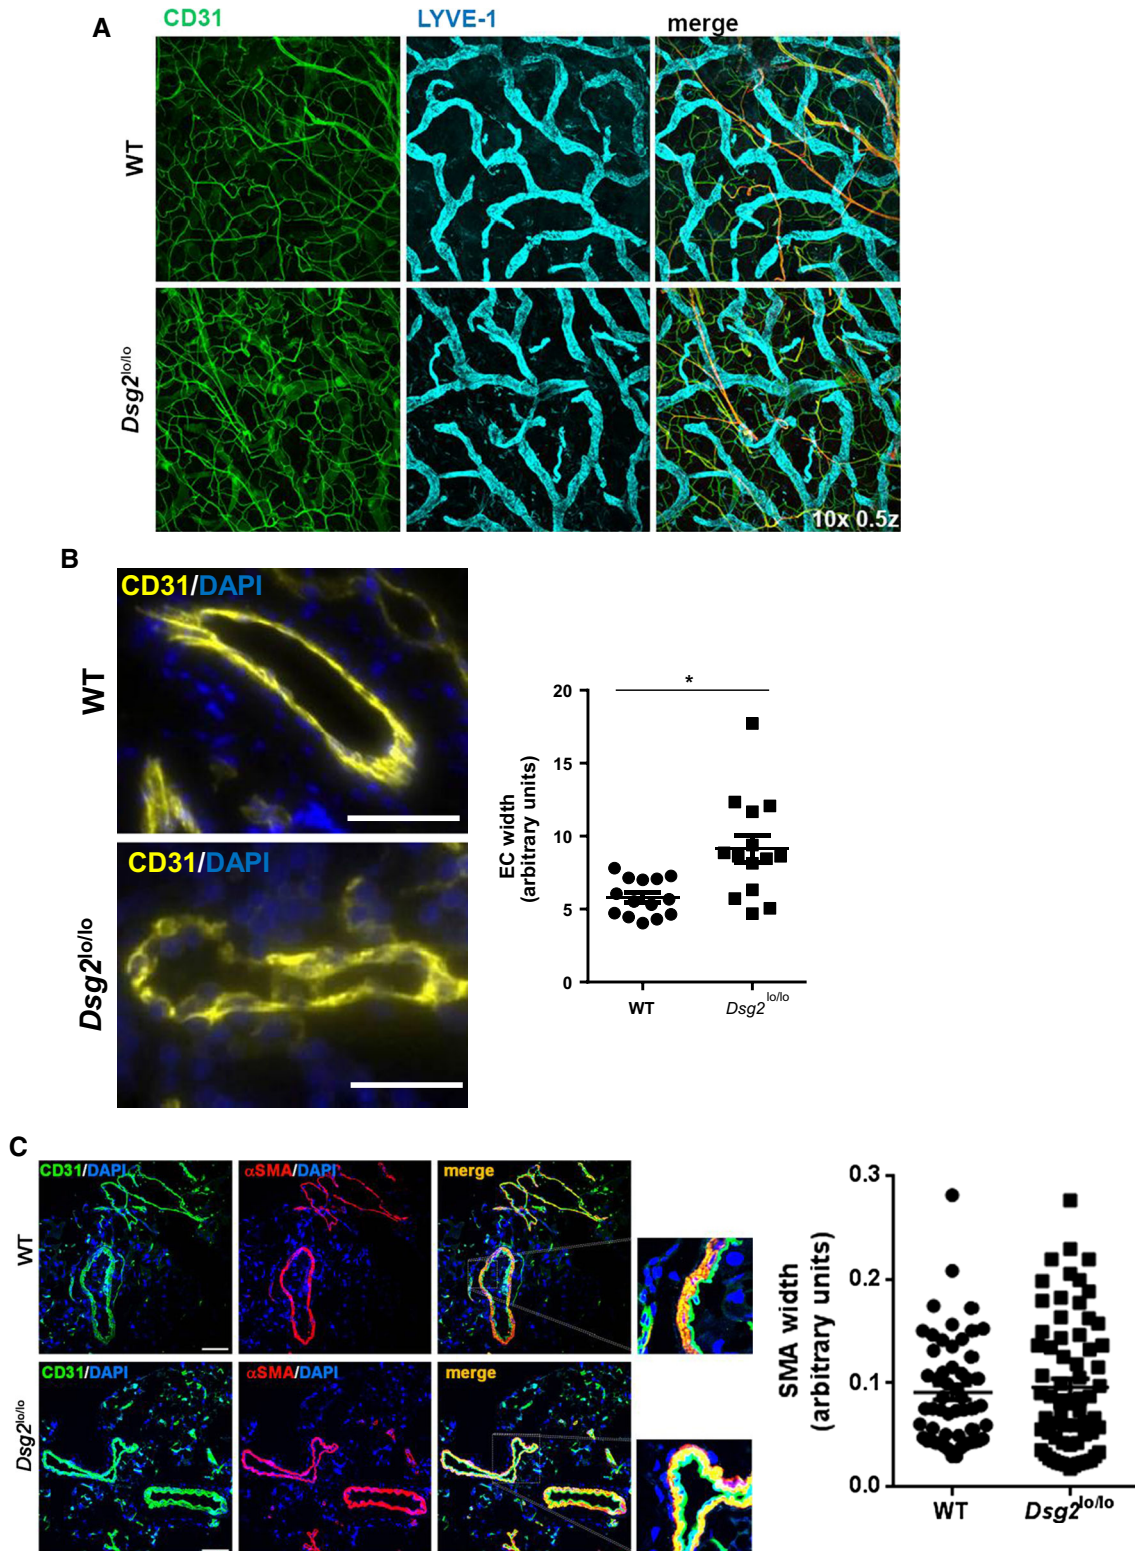 A
CD31
LYVE-1
merge
WT
Dsg2lo/lo
10x 0.5z
B
CD31/DAPI
WT
CD31/DAPI
Dsg2lo/lo
*
20
15
10
5
0
EC width
(arbitrary units)
WT
Dsg2lo/lo
C
CD31/DAPI
αSMA/DAPI
merge
WT
CD31/DAPI
αSMA/DAPI
merge
Dsg2lo/lo
0.3
0.2
0.1
0.0
SMA width
(arbitrary units)
WT
Dsg2lo/lo